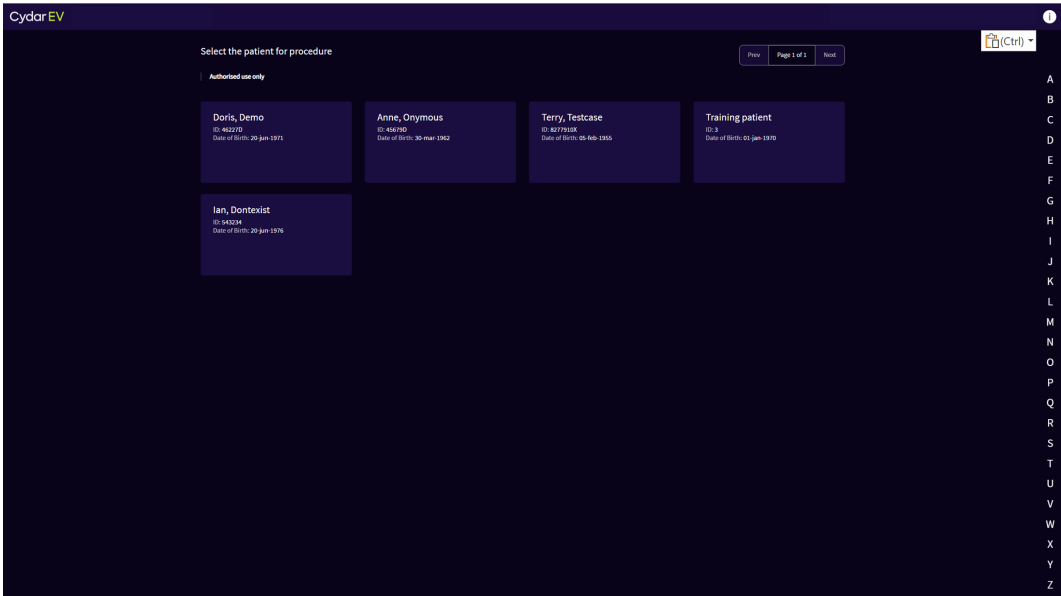 CydarEV
i
(Ctrl)
Select the patient for procedure
Prev Page 1 of 1 Next
Authorised use only
Doris, Demo
ID: 46227D
Date of Birth: 20-jun-1971
Anne, Onymous
ID: 45679D
Date of Birth: 30-mar-1962
Terry, Testcase
ID: 8277910X
Date of Birth: 05-feb-1955
Training patient
ID: 3
Date of Birth: 01-jan-1970
Ian, Dontexist
ID: 543234
Date of Birth: 20-jun-1976
A
B
C
D
E
F
G
H
I
J
K
L
M
N
O
P
Q
R
S
T
U
V
W
X
Y
Z